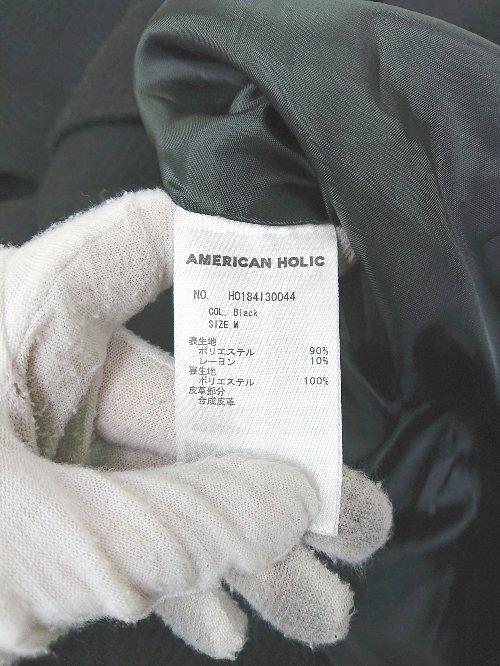 AMERICAN HOLIC
NO. H0184130044
COL. Black
SIZE M
表生地
ポリエステル 90%
レーヨン 10%
裏生地
ポリエステル 100%
皮革部分
合成皮革